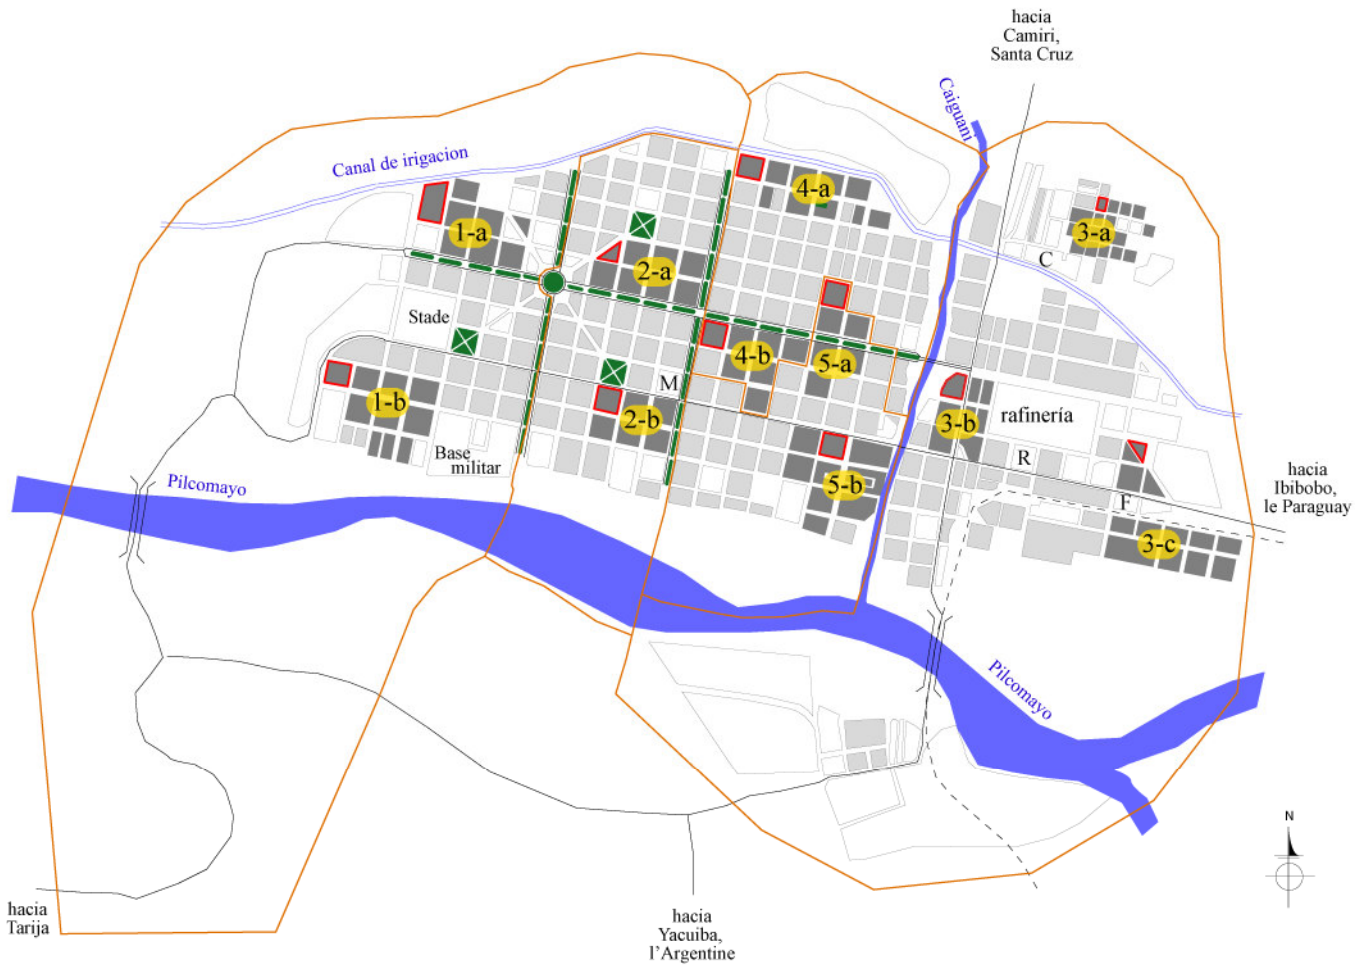 hacia
Camiri,
Santa Cruz
Caiguani
Canal de irigacion
4-a
1-a
3-a
C
2-a
Stade
4-b
5-a
M
1-b
2-b
3-b
rafinería
Base
militar
R
hacia
Ibibobo,
le Paraguay
Pilcomayo
5-b
F
3-c
Pilcomayo
N
hacia
Tarija
hacia
Yacuiba,
l'Argentine